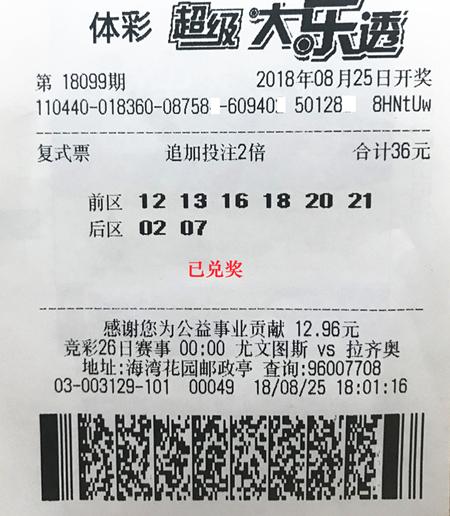 体彩 超级大乐透
第 18099期 2018年08月25日开奖
110440-018360-08758 -60940 50128 8HNtUw
复式票 追加投注2倍 合计36元
前区 12 13 16 18 20 21
后区 02 07
已兑奖
感谢您为公益事业贡献 12.96元
竞彩26日赛事 00:00 尤文图斯 vs 拉齐奥
地址:海湾花园邮政亭 查询:96007708
03-003129-101 00049 18/08/25 18:01:16